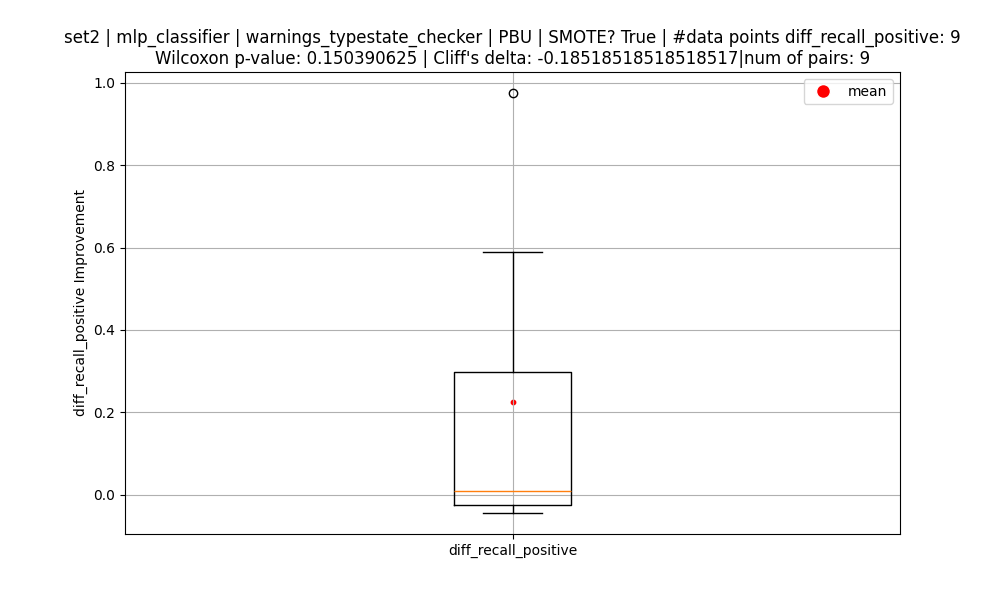 set2 | mlp_classifier | warnings_typestate_checker | PBU | SMOTE? True | #data points diff_recall_positive: 9
Wilcoxon p-value: 0.150390625 | Cliff's delta: -0.18518518518518517|num of pairs: 9
mean
1.0
0.8
0.6
0.4
0.2
0.0
diff_recall_positive Improvement
diff_recall_positive